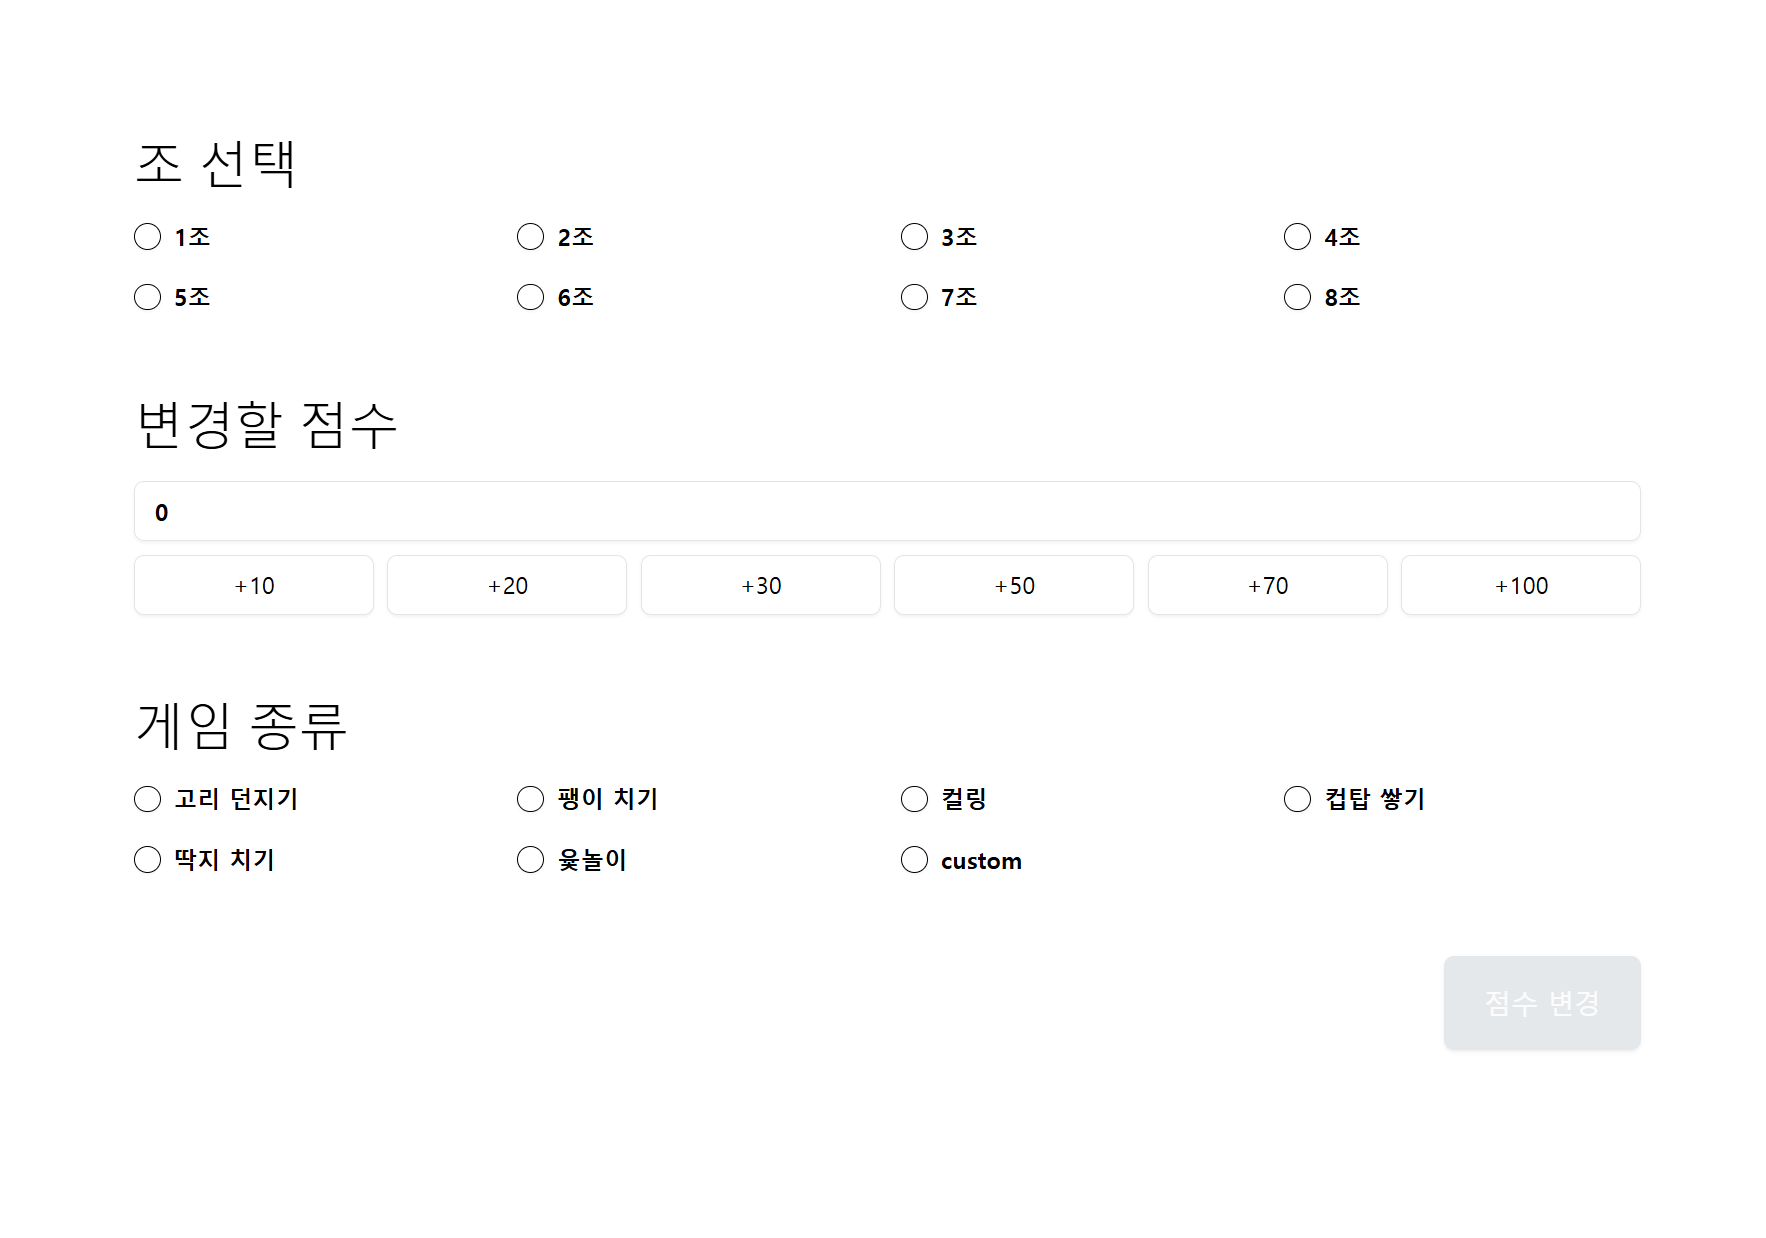 조 선택
1조 2조 3조 4조
5조 6조 7조 8조
변경할 점수
0
+10 +20 +30 +50 +70 +100
게임 종류
고리 던지기 팽이 치기 컬링 컵탑 쌓기
딱지 치기 윷놀이 custom
점수 변경